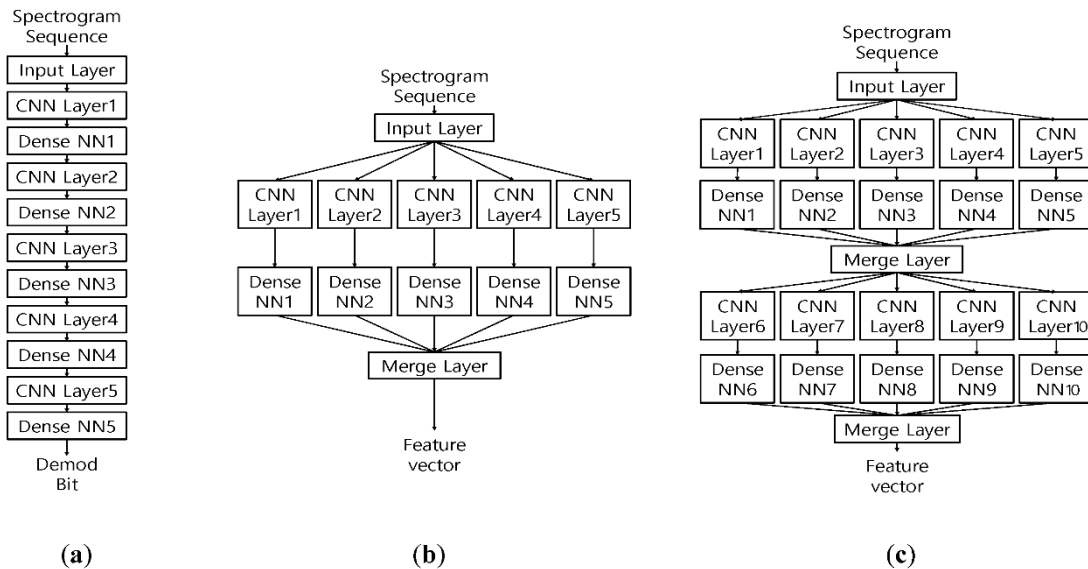 Spectrogram
Sequence
Input Layer
CNN Layer1
Dense NN1
CNN Layer2
Dense NN2
CNN Layer3
Dense NN3
CNN Layer4
Dense NN4
CNN Layer5
Dense NN5
Demod
Bit
(a)
Spectrogram
Sequence
Input Layer
CNN CNN CNN CNN CNN
Layer1 Layer2 Layer3 Layer4 Layer5
Dense Dense Dense Dense Dense
NN1 NN2 NN3 NN4 NN5
Merge Layer
Feature
vector
(b)
Spectrogram
Sequence
Input Layer
CNN CNN CNN CNN CNN
Layer1 Layer2 Layer3 Layer4 Layer5
Dense Dense Dense Dense Dense
NN1 NN2 NN3 NN4 NN5
Merge Layer
CNN CNN CNN CNN CNN
Layer6 Layer7 Layer8 Layer9 Layer10
Dense Dense Dense Dense Dense
NN6 NN7 NN8 NN9 NN10
Merge Layer
Feature
vector
(c)